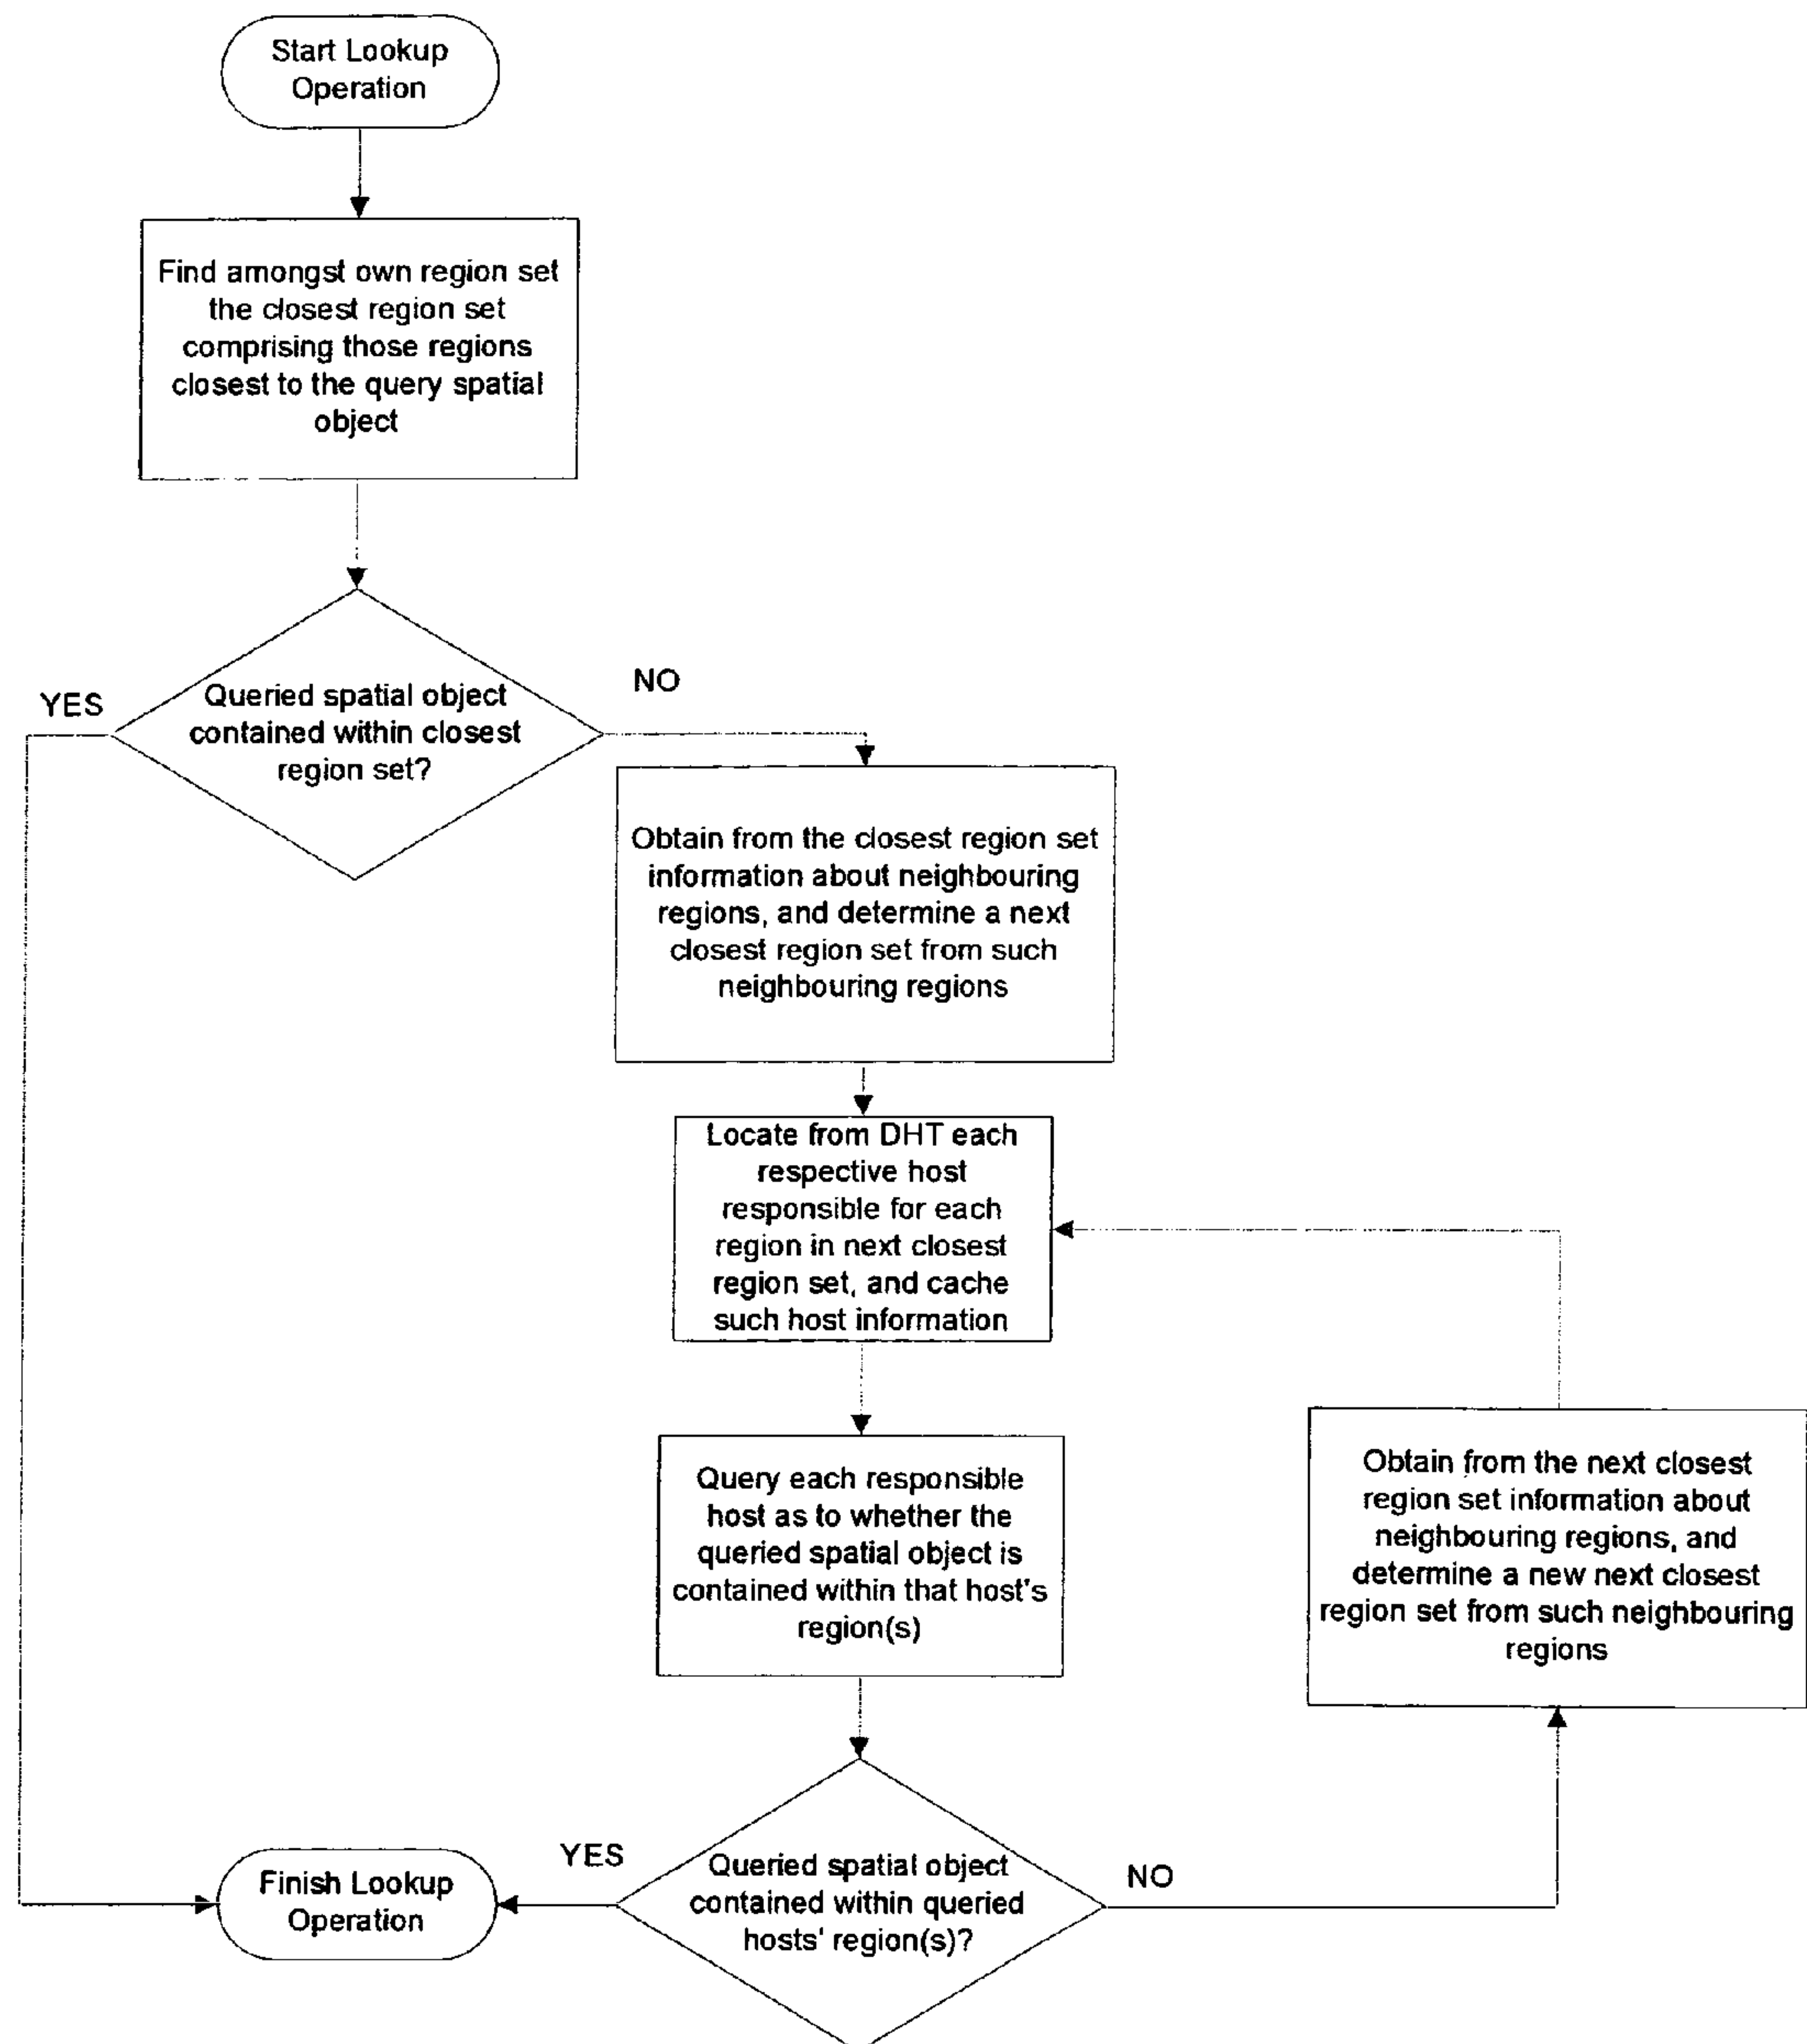 Start Lookup
Operation
Find amongst own region set
the closest region set
comprising those regions
closest to the query spatial
object
YES
Queried spatial object
contained within closest
region set?
NO
Obtain from the closest region set
information about neighbouring
regions, and determine a next
closest region set from such
neighbouring regions
Locate from DHT each
respective host
responsible for each
region in next closest
region set, and cache
such host information
Query each responsible
host as to whether the
queried spatial object is
contained within that host's
region(s)
Obtain from the next closest
region set information about
neighbouring regions, and
determine a new next closest
region set from such neighbouring
regions
Finish Lookup
Operation
YES
Queried spatial object
contained within queried
hosts' region(s)?
NO